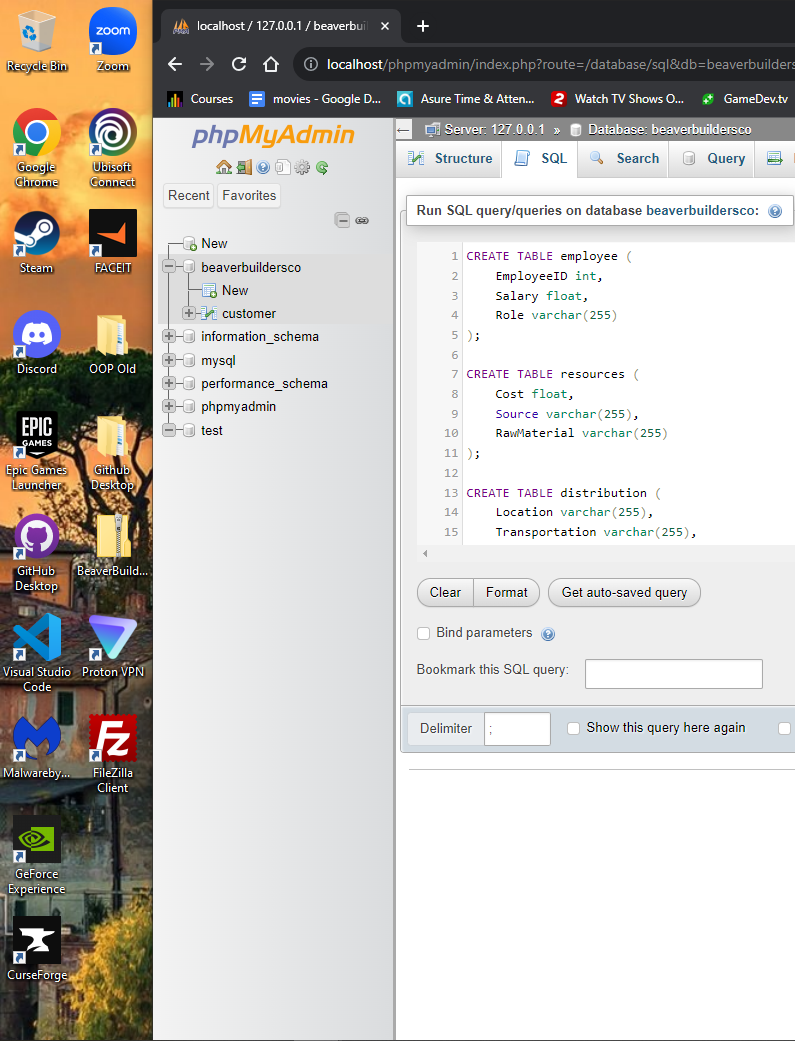 Recycle Bin
zoom
Zoom
Google Chrome
Ubisoft Connect
Steam
FACEIT
Discord
OOP Old
EPIC GAMES
Epic Games Launcher
Github Desktop
GitHub Desktop
BeaverBuild...
Visual Studio Code
Proton VPN
Malwareby...
FileZilla Client
GeForce Experience
CurseForge
localhost / 127.0.0.1 / beaverbui
localhost/phpmyadmin/index.php?route=/database/sql&db=beaverbuilders
Courses
movies - Google D...
Asure Time & Atten...
Watch TV Shows O...
GameDev.tv
phpMyAdmin
Recent
Favorites
New
beaverbuildersco
New
customer
information_schema
mysql
performance_schema
phpmyadmin
test
Server: 127.0.0.1 » Database: beaverbuildersco
Structure
SQL
Search
Query
Run SQL query/queries on database beaverbuildersco:
1 CREATE TABLE employee (
2 EmployeeID int,
3 Salary float,
4 Role varchar(255)
5 );
6
7 CREATE TABLE resources (
8 Cost float,
9 Source varchar(255),
10 RawMaterial varchar(255)
11 );
12
13 CREATE TABLE distribution (
14 Location varchar(255),
15 Transportation varchar(255),
Clear
Format
Get auto-saved query
Bind parameters
Bookmark this SQL query:
Delimiter
;
Show this query here again